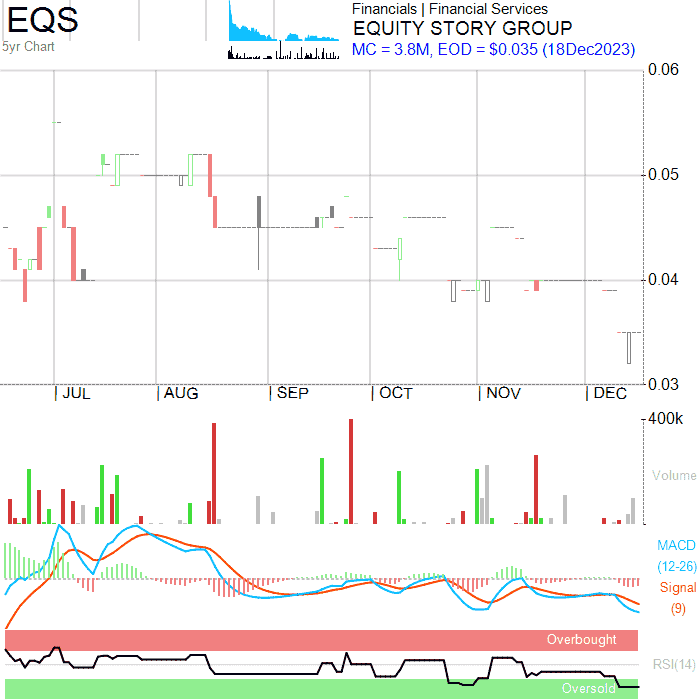 EQS
5yr Chart
Financials | Financial Services
EQUITY STORY GROUP
MC = 3.8M, EOD = $0.035 (18Dec2023)
0.06
0.05
0.04
0.03
| JUL | AUG | SEP | OCT | NOV | DEC
400k
Volume
MACD
(12-26)
Signal
(9)
Overbought
RSI(14)
Oversold